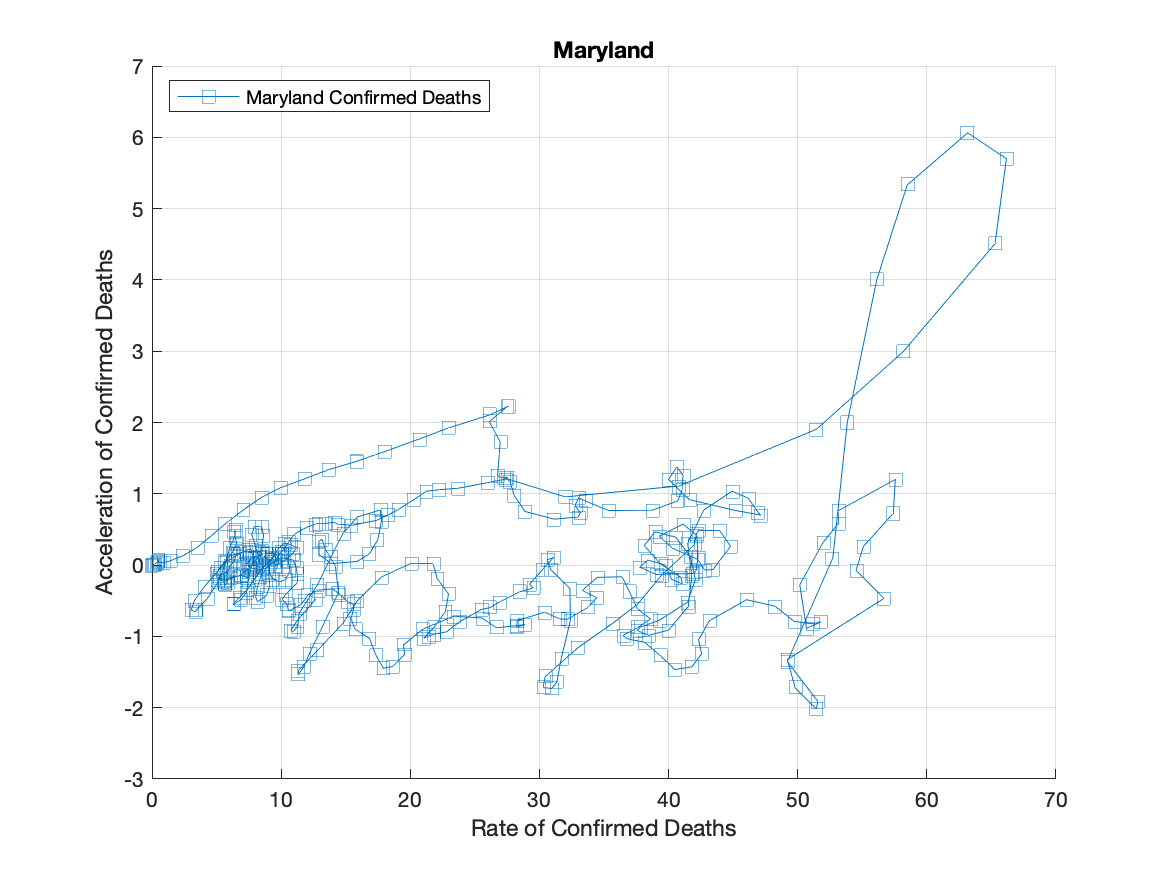 Maryland
7
6
5
4
3
2
1
0
-1
-2
-3
Acceleration of Confirmed Deaths
Maryland Confirmed Deaths
0 10 20 30 40 50 60 70
Rate of Confirmed Deaths